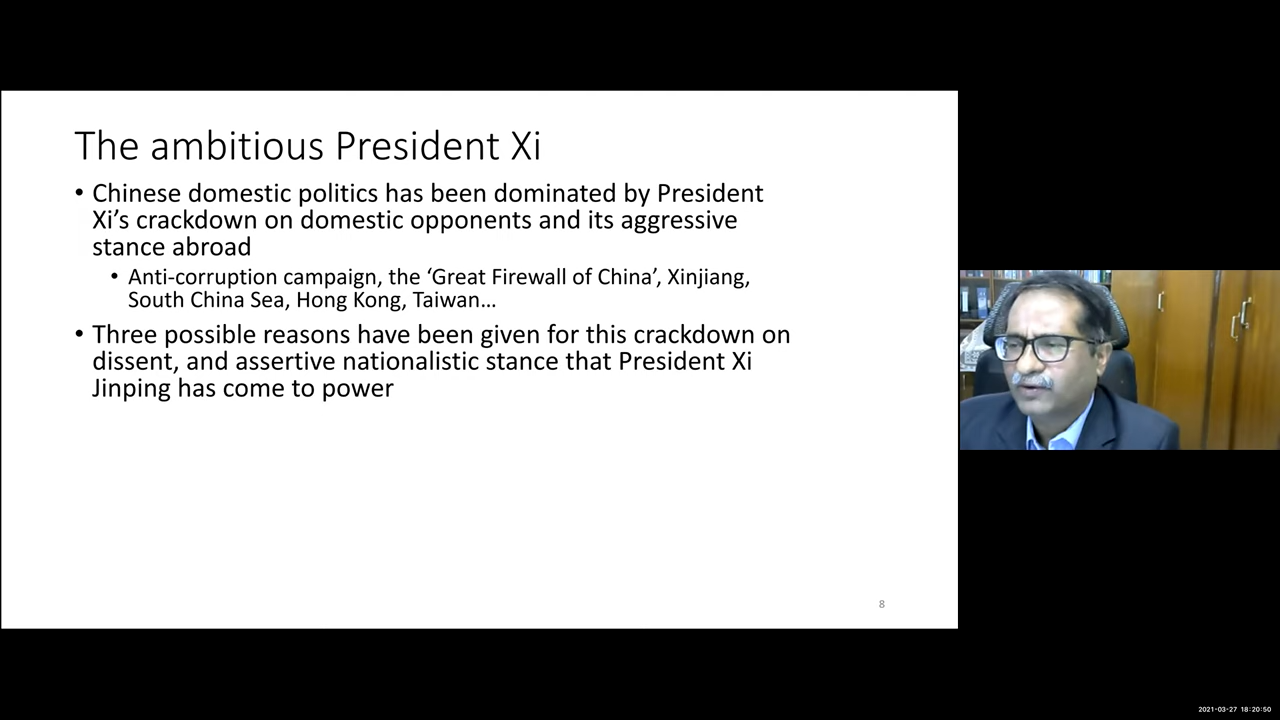 The ambitious President Xi
• Chinese domestic politics has been dominated by President
Xi’s crackdown on domestic opponents and its aggressive
stance abroad
• Anti-corruption campaign, the ‘Great Firewall of China’, Xinjiang,
South China Sea, Hong Kong, Taiwan…
• Three possible reasons have been given for this crackdown on
dissent, and assertive nationalistic stance that President Xi
Jinping has come to power
8
2021-03-27 18:20:50